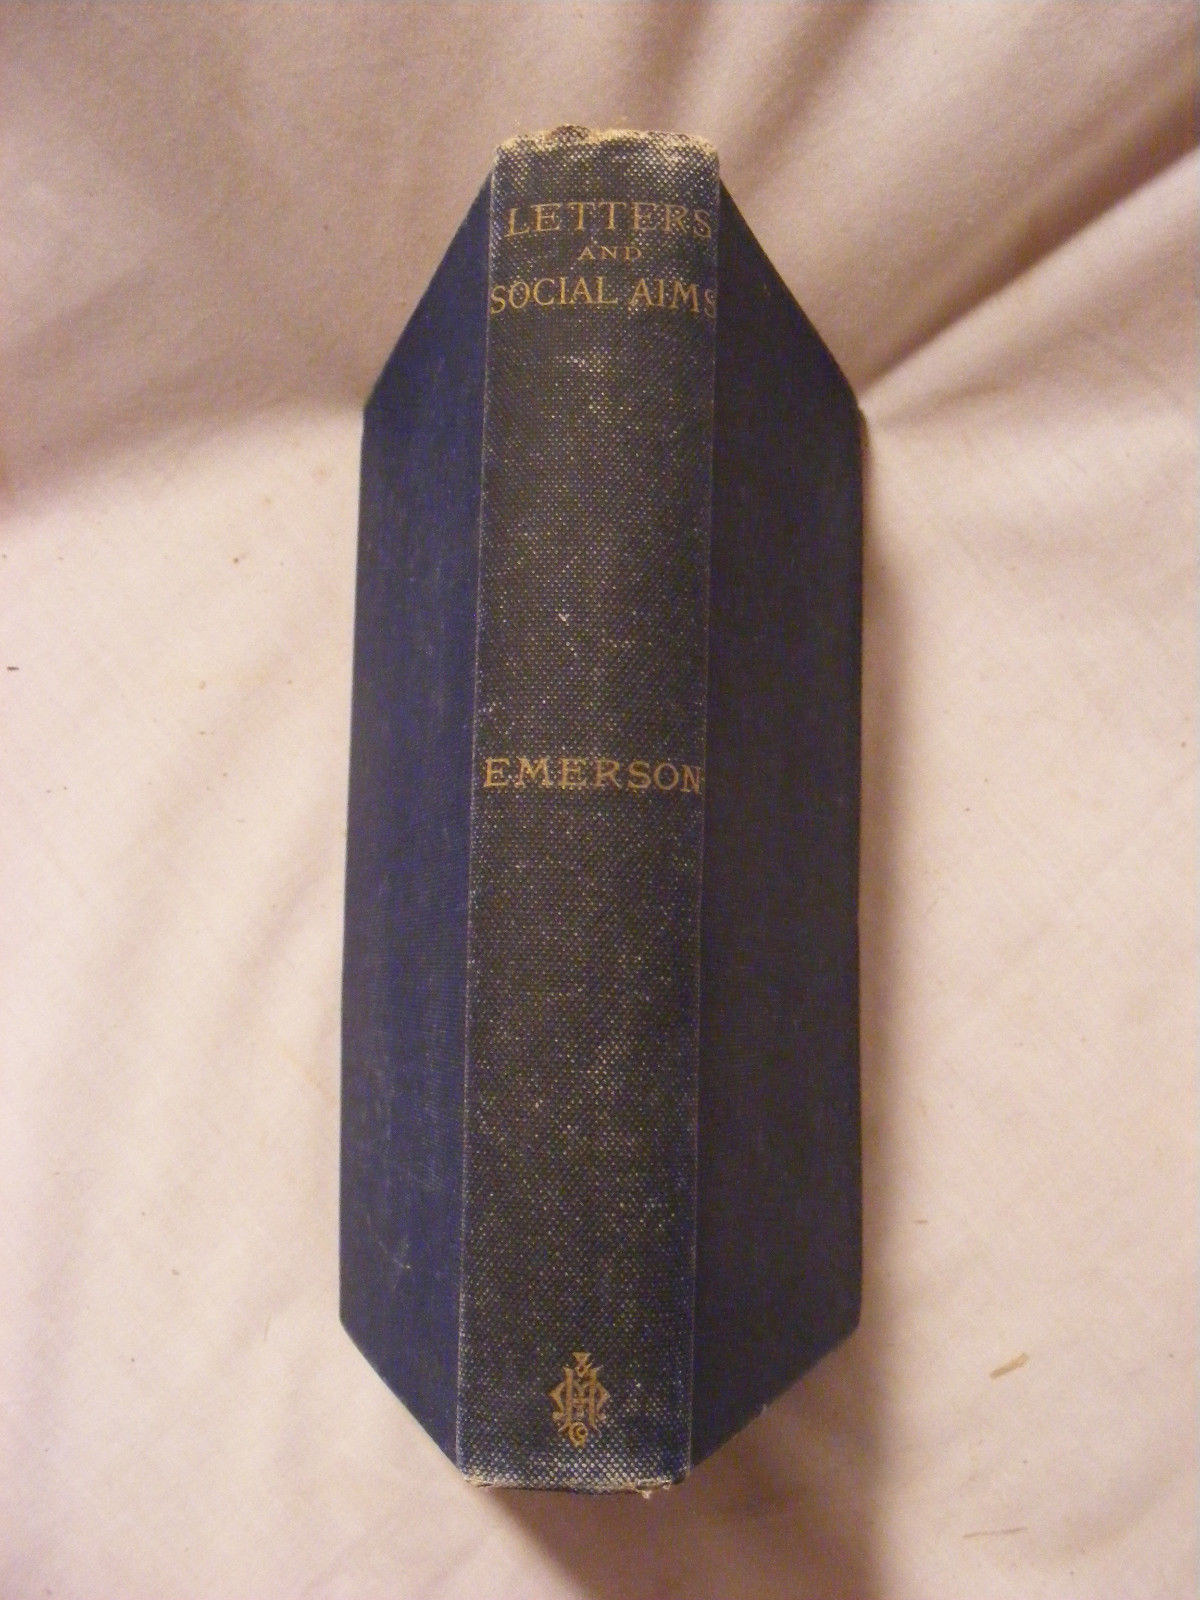 LETTERS
AND
SOCIAL AIMS
EMERSON